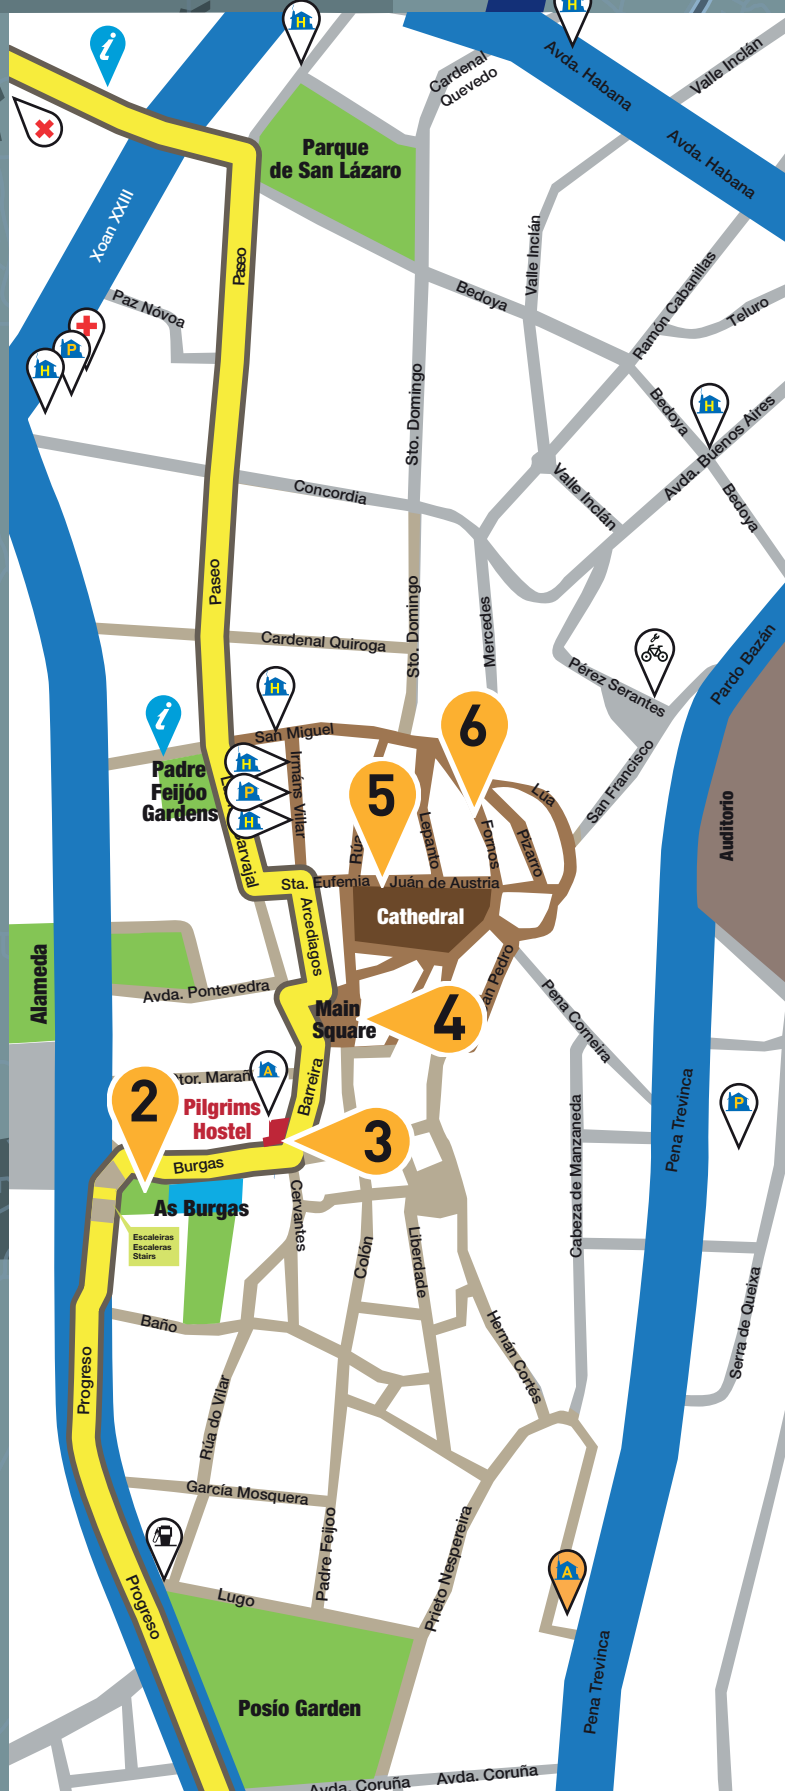 H
H
i
Cardenal
Quevedo
Avda. Habana
Valle Inclán
Avda. Habana
Parque
de San Lázaro
Xoan XXIII
Paseo
Valle Inclán
Bedoya
Ramón Cabanillas
Teluro
Paz Nóvoa
P
H
Sto. Domingo
Bedoya
H
Avda. Buenos Aires
Concordia
Valle Inclán
Bedoya
Paseo
Sto. Domingo
Mercedes
Cardenal Quiroga
Pérez Serantes
Pardo Bazán
H
i
San Miguel
6
San Francisco
Padre
Feijóo
Gardens
H
P
H
Irmáns Villar
5
Lepanto
Fornos
Pizarro
Lúa
Auditorio
Sta. Eufemia
Juán de Austria
Cathedral
Arcediagos
Alameda
Avda. Pontevedra
Main
Square
4
Pena Corneira
Barreira
A
2
Pilgrims
Hostel
3
P
Pena Trevinca
Cabeza de Manzaneda
Burgas
As Burgas
Escaleiras
Escaleras
Stairs
Cervantes
Colón
Liberdade
Serra de Queixa
Baño
Hernán Cortés
Progreso
Rúa do Vilar
García Mosquera
Padre Feijoo
Prieto Nespereira
A
Progreso
Lugo
Pena Trevinca
Posío Garden
Avda. Coruña
Avda. Coruña